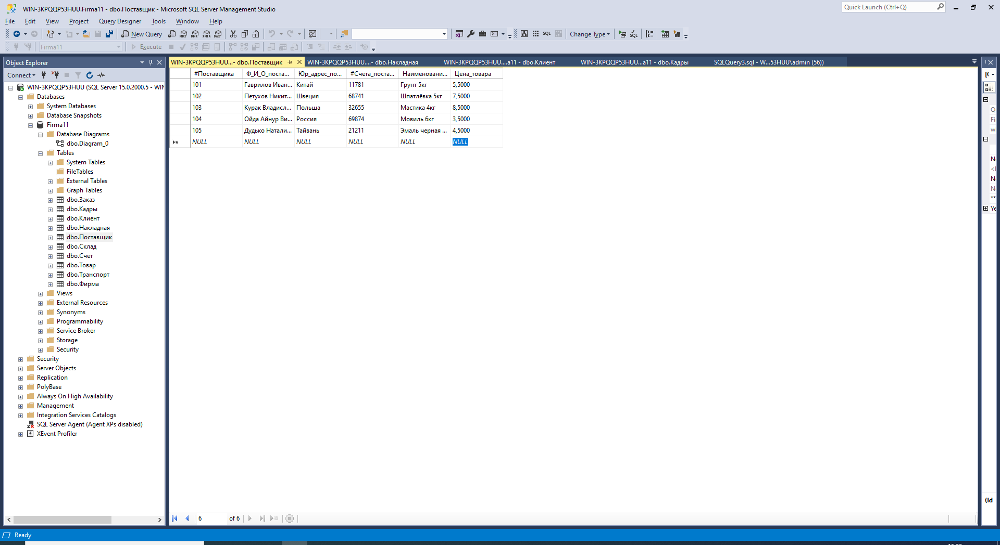 WIN-3KPQQP53HUU.Firma11 - dbo.Поставщик - Microsoft SQL Server Management Studio
Quick Launch (Ctrl+Q)
File Edit View Project Query Designer Tools Window Help
New Query MDX DMX XMLA DAX SQL Change Type SQL
Firma11 Execute
Object Explorer
WIN-3KPQQP53HUU...- dbo.Поставщик WIN-3KPQQP53HUU....- dbo.Накладная WIN-3KPQQP53HUU....a11 - dbo.Клиент WIN-3KPQQP53HUU...a11 - dbo.Кадры SQLQuery3.sql - W...53HUU\admin (56))
Connect
WIN-3KPQQP53HUU (SQL Server 15.0.2000.5 - WIN
Databases
System Databases
Database Snapshots
Firma11
Database Diagrams
dbo.Diagram_0
Tables
System Tables
FileTables
External Tables
Graph Tables
dbo.Заказ
dbo.Кадры
dbo.Клиент
dbo.Накладная
dbo.Поставщик
dbo.Склад
dbo.Счет
dbo.Товар
dbo.Транспорт
dbo.Фирма
Views
External Resources
Synonyms
Programmability
Service Broker
Storage
Security
Security
Server Objects
Replication
PolyBase
Always On High Availability
Management
Integration Services Catalogs
SQL Server Agent (Agent XPs disabled)
XEvent Profiler
#Поставщика Ф_И_О_поста... Юр_адрес_по... #Счета_поста... Наименовани... Цена_товара
101 Гаврилов Иван... Китай 11781 Грунт 5кг 5,5000
102 Петухов Никит... Швеция 68741 Шпатлёвка 5кг 7,5000
103 Курак Владисл... Польша 32655 Мастика 4кг 8,5000
104 Ойда Айнур Ви... Россия 69874 Мовиль 6кг 3,5000
105 Дудько Натали... Тайвань 21211 Эмаль черная ... 4,5000
NULL NULL NULL NULL NULL NULL
6 of 6
Q
Fi
w
N
N
N
**
Ye
(Id
Ready